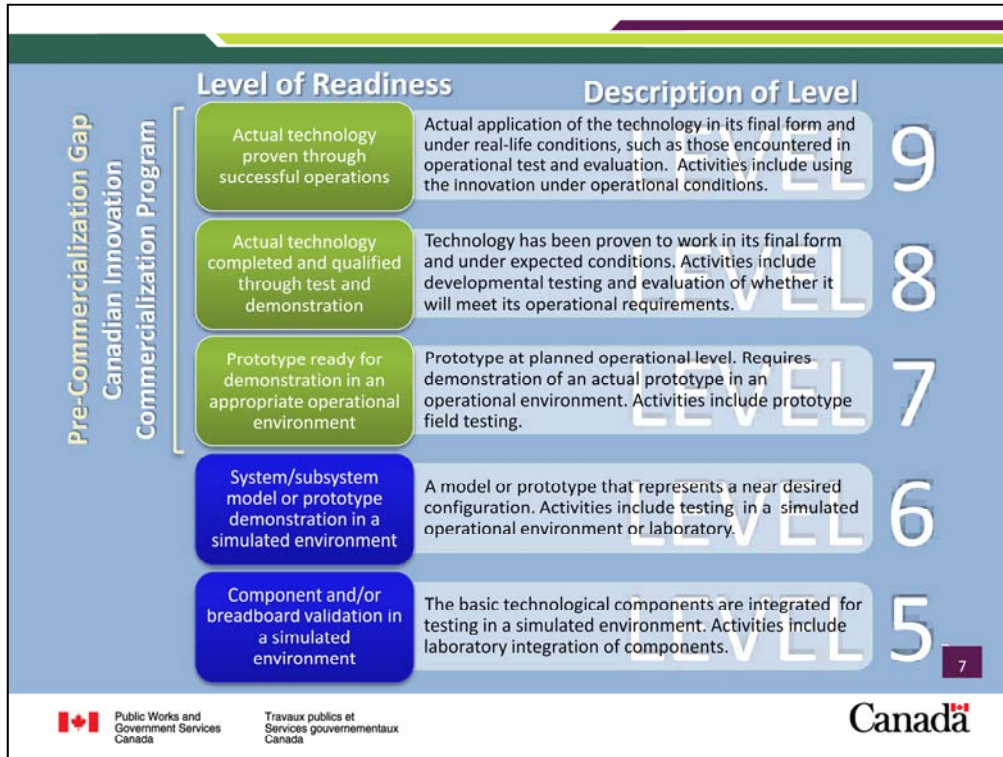 Level of Readiness
Description of Level
Pre-Commercialization Gap
Canadian Innovation
Commercialization Program
Actual technology
proven through
successful operations
Actual application of the technology in its final form and
under real-life conditions, such as those encountered in
operational test and evaluation. Activities include using
the innovation under operational conditions.
LEVEL 9
Actual technology
completed and qualified
through test and
demonstration
Technology has been proven to work in its final form
and under expected conditions. Activities include
developmental testing and evaluation of whether it
will meet its operational requirements.
LEVEL 8
Prototype ready for
demonstration in an
appropriate operational
environment
Prototype at planned operational level. Requires
demonstration of an actual prototype in an
operational environment. Activities include prototype
field testing.
LEVEL 7
System/subsystem
model or prototype
demonstration in a
simulated environment
A model or prototype that represents a near desired
configuration. Activities include testing in a simulated
operational environment or laboratory.
LEVEL 6
Component and/or
breadboard validation in
a simulated
environment
The basic technological components are integrated for
testing in a simulated environment. Activities include
laboratory integration of components.
LEVEL 5
7
Public Works and
Government Services
Canada
Travaux publics et
Services gouvernementaux
Canada
Canada